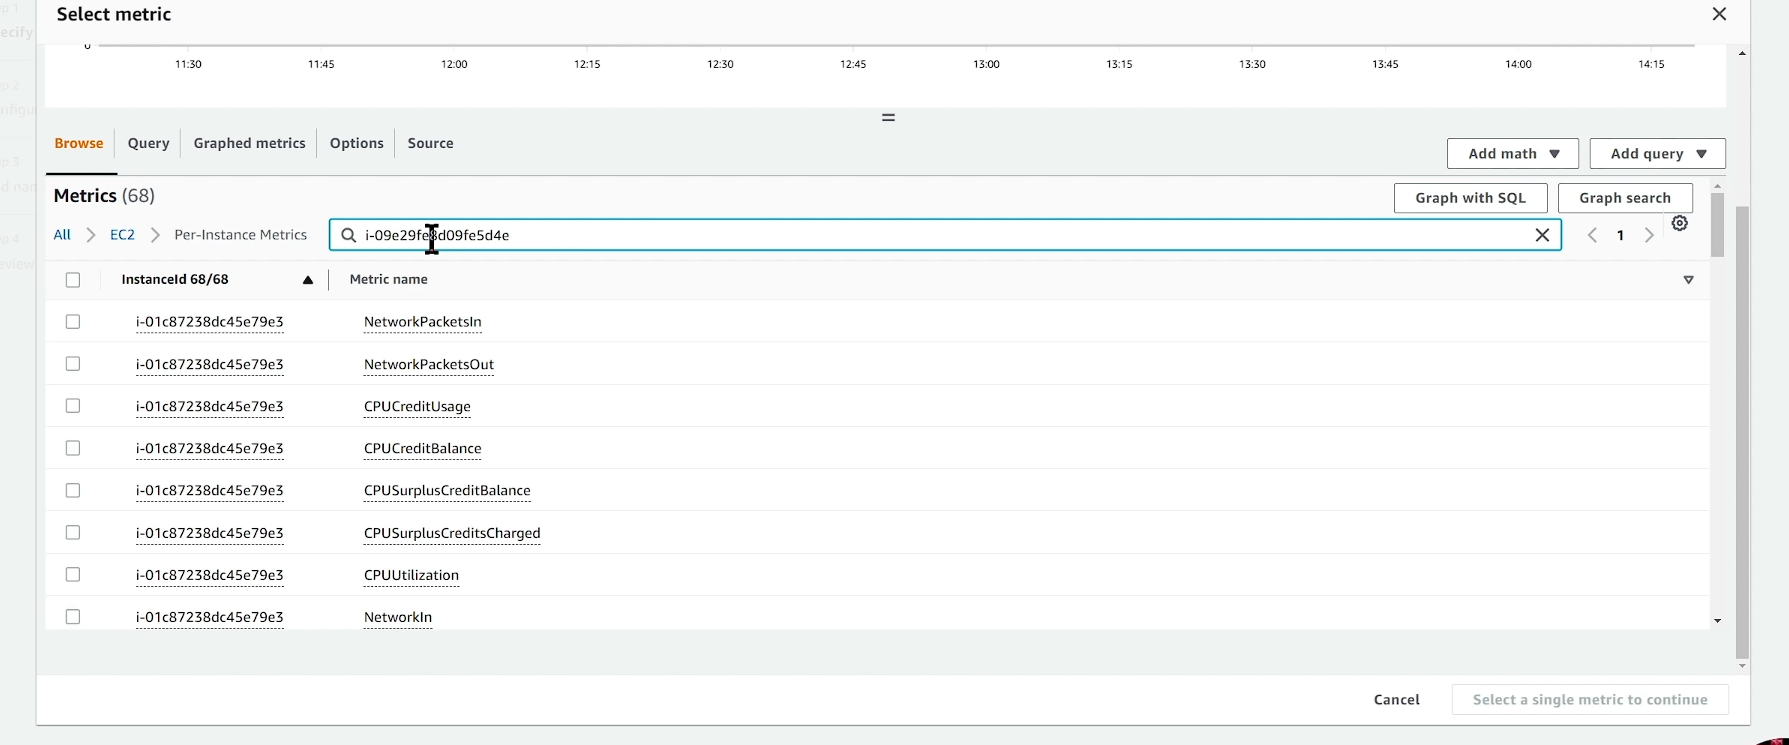 Select metric
0
11:30 11:45 12:00 12:15 12:30 12:45 13:00 13:15 13:30 13:45 14:00 14:15
Browse Query Graphed metrics Options Source
Add math Add query
Metrics (68)
Graph with SQL Graph search
All EC2 Per-Instance Metrics i-09e29fe8d09fe5d4e 1
InstanceId 68/68 Metric name
i-01c87238dc45e79e3 NetworkPacketsIn
i-01c87238dc45e79e3 NetworkPacketsOut
i-01c87238dc45e79e3 CPUCreditUsage
i-01c87238dc45e79e3 CPUCreditBalance
i-01c87238dc45e79e3 CPUSurplusCreditBalance
i-01c87238dc45e79e3 CPUSurplusCreditsCharged
i-01c87238dc45e79e3 CPUUtilization
i-01c87238dc45e79e3 NetworkIn
Cancel Select a single metric to continue